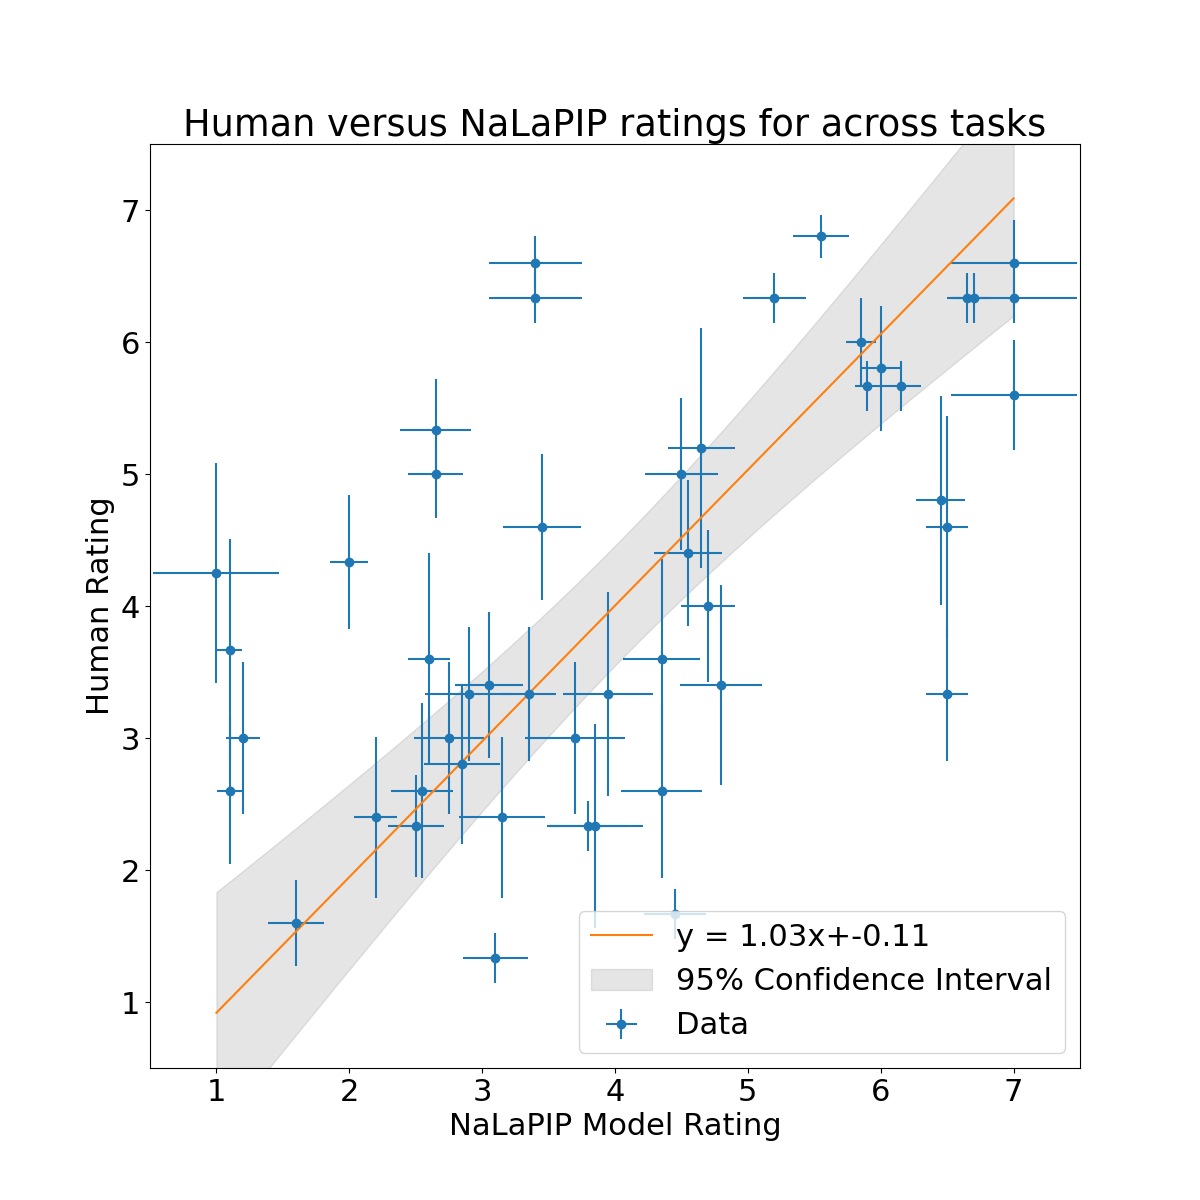 Human versus NaLaPIP ratings for across tasks
7
6
5
4
3
2
1
Human Rating
y = 1.03x+-0.11
95% Confidence Interval
Data
1 2 3 4 5 6 7
NaLaPIP Model Rating